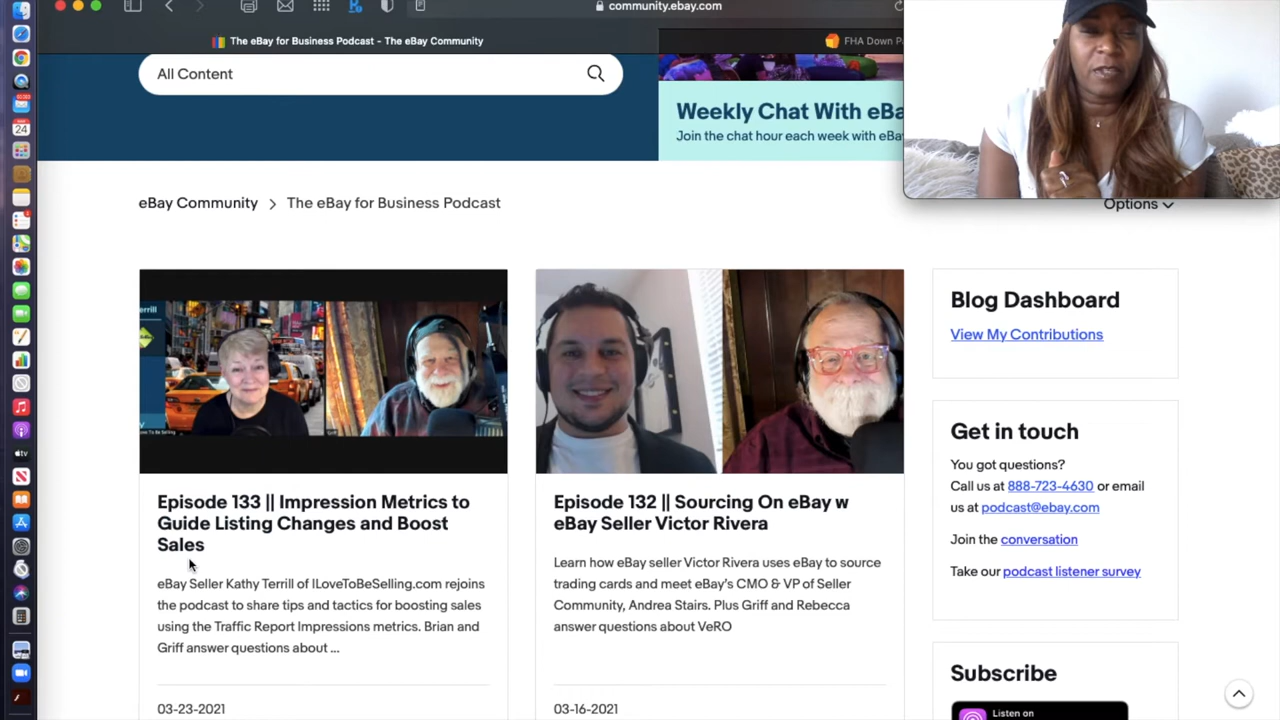 community.ebay.com
The eBay for Business Podcast - The eBay Community
FHA Down P
All Content
Weekly Chat With eBa
Join the chat hour each week with eBa
eBay Community > The eBay for Business Podcast
Options
Episode 133 || Impression Metrics to
Guide Listing Changes and Boost
Sales
eBay Seller Kathy Terrill of ILoveToBeSelling.com rejoins
the podcast to share tips and tactics for boosting sales
using the Traffic Report Impressions metrics. Brian and
Griff answer questions about ...
03-23-2021
Episode 132 || Sourcing On eBay w
eBay Seller Victor Rivera
Learn how eBay seller Victor Rivera uses eBay to source
trading cards and meet eBay's CMO & VP of Seller
Community, Andrea Stairs. Plus Griff and Rebecca
answer questions about VeRO
03-16-2021
Blog Dashboard
View My Contributions
Get in touch
You got questions?
Call us at 888-723-4630 or email
us at podcast@ebay.com
Join the conversation
Take our podcast listener survey
Subscribe
Listen on
24
tv